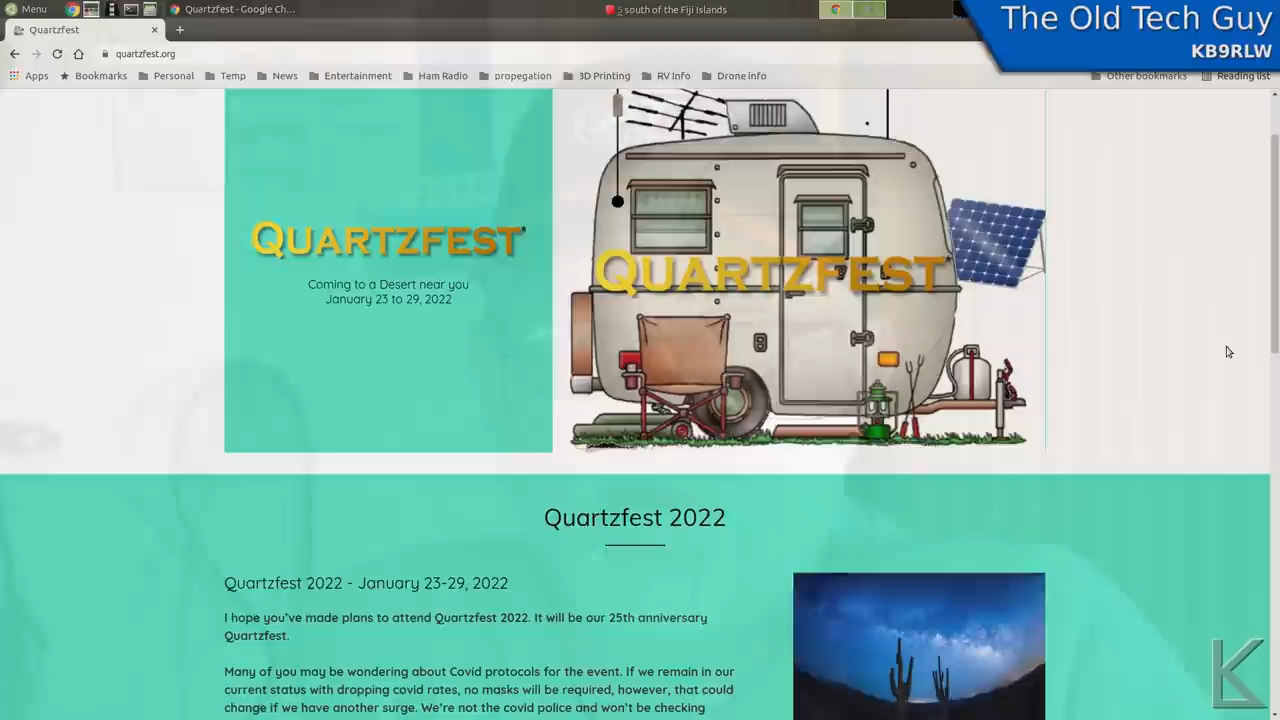 Menu
Quartzfest - Google Ch...
5 south of the Fiji Islands
The Old Tech Guy
KB9RLW
Quartzfest
quartzfest.org
Apps
Bookmarks
Personal
Temp
News
Entertainment
Ham Radio
propegation
3D Printing
RV Info
Drone info
Other bookmarks
Reading list
QUARTZFEST*
Coming to a Desert near you
January 23 to 29, 2022
QUARTZFEST
Quartzfest 2022
Quartzfest 2022 - January 23-29, 2022
I hope you've made plans to attend Quartzfest 2022. It will be our 25th anniversary
Quartzfest.
Many of you may be wondering about Covid protocols for the event. If we remain in our
current status with dropping covid rates, no masks will be required, however, that could
change if we have another surge. We're not the covid police and won't be checking
K